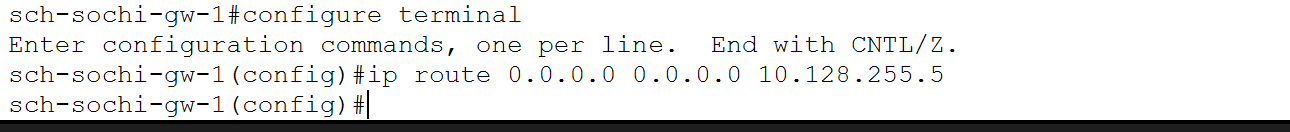 sch-sochi-gw-1#configure terminal
Enter configuration commands, one per line.  End with CNTL/Z.
sch-sochi-gw-1(config)#ip route 0.0.0.0 0.0.0.0 10.128.255.5
sch-sochi-gw-1(config)#